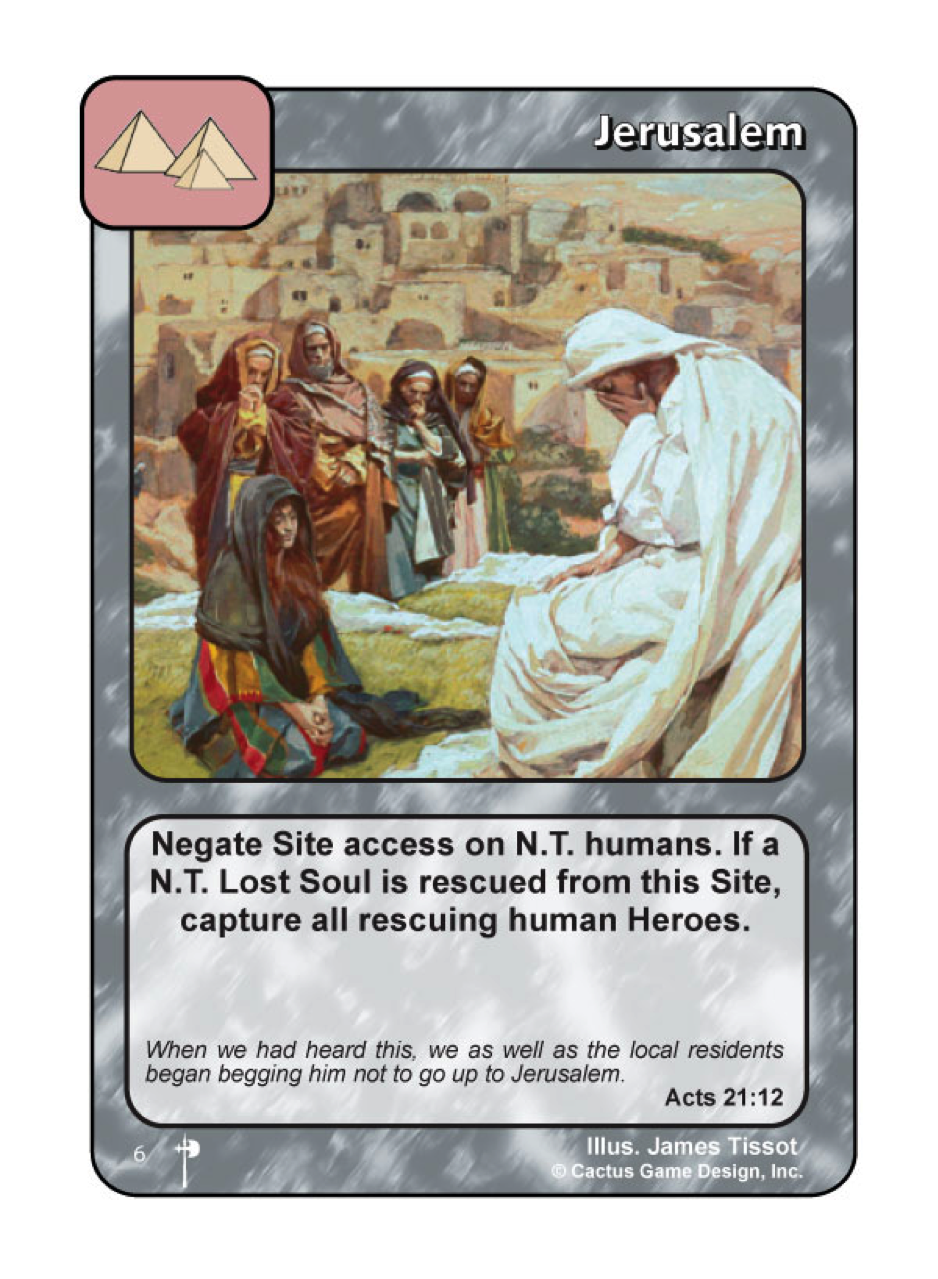 Jerusalem
Negate Site access on N.T. humans. If a
N.T. Lost Soul is rescued from this Site,
capture all rescuing human Heroes.
When we had heard this, we as well as the local residents
began begging him not to go up to Jerusalem.
Acts 21:12
6
Illus. James Tissot
© Cactus Game Design, Inc.